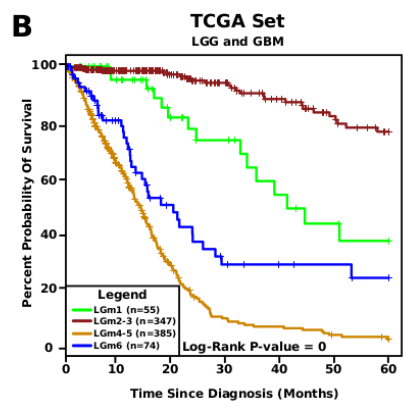 B
TCGA Set
LGG and GBM
Percent Probability Of Survival
100
80
60
40
20
0
Legend
LGm1 (n=55)
LGm2-3 (n=347)
LGm4-5 (n=385)
LGm6 (n=74)
Log-Rank P-value = 0
0 10 20 30 40 50 60
Time Since Diagnosis (Months)